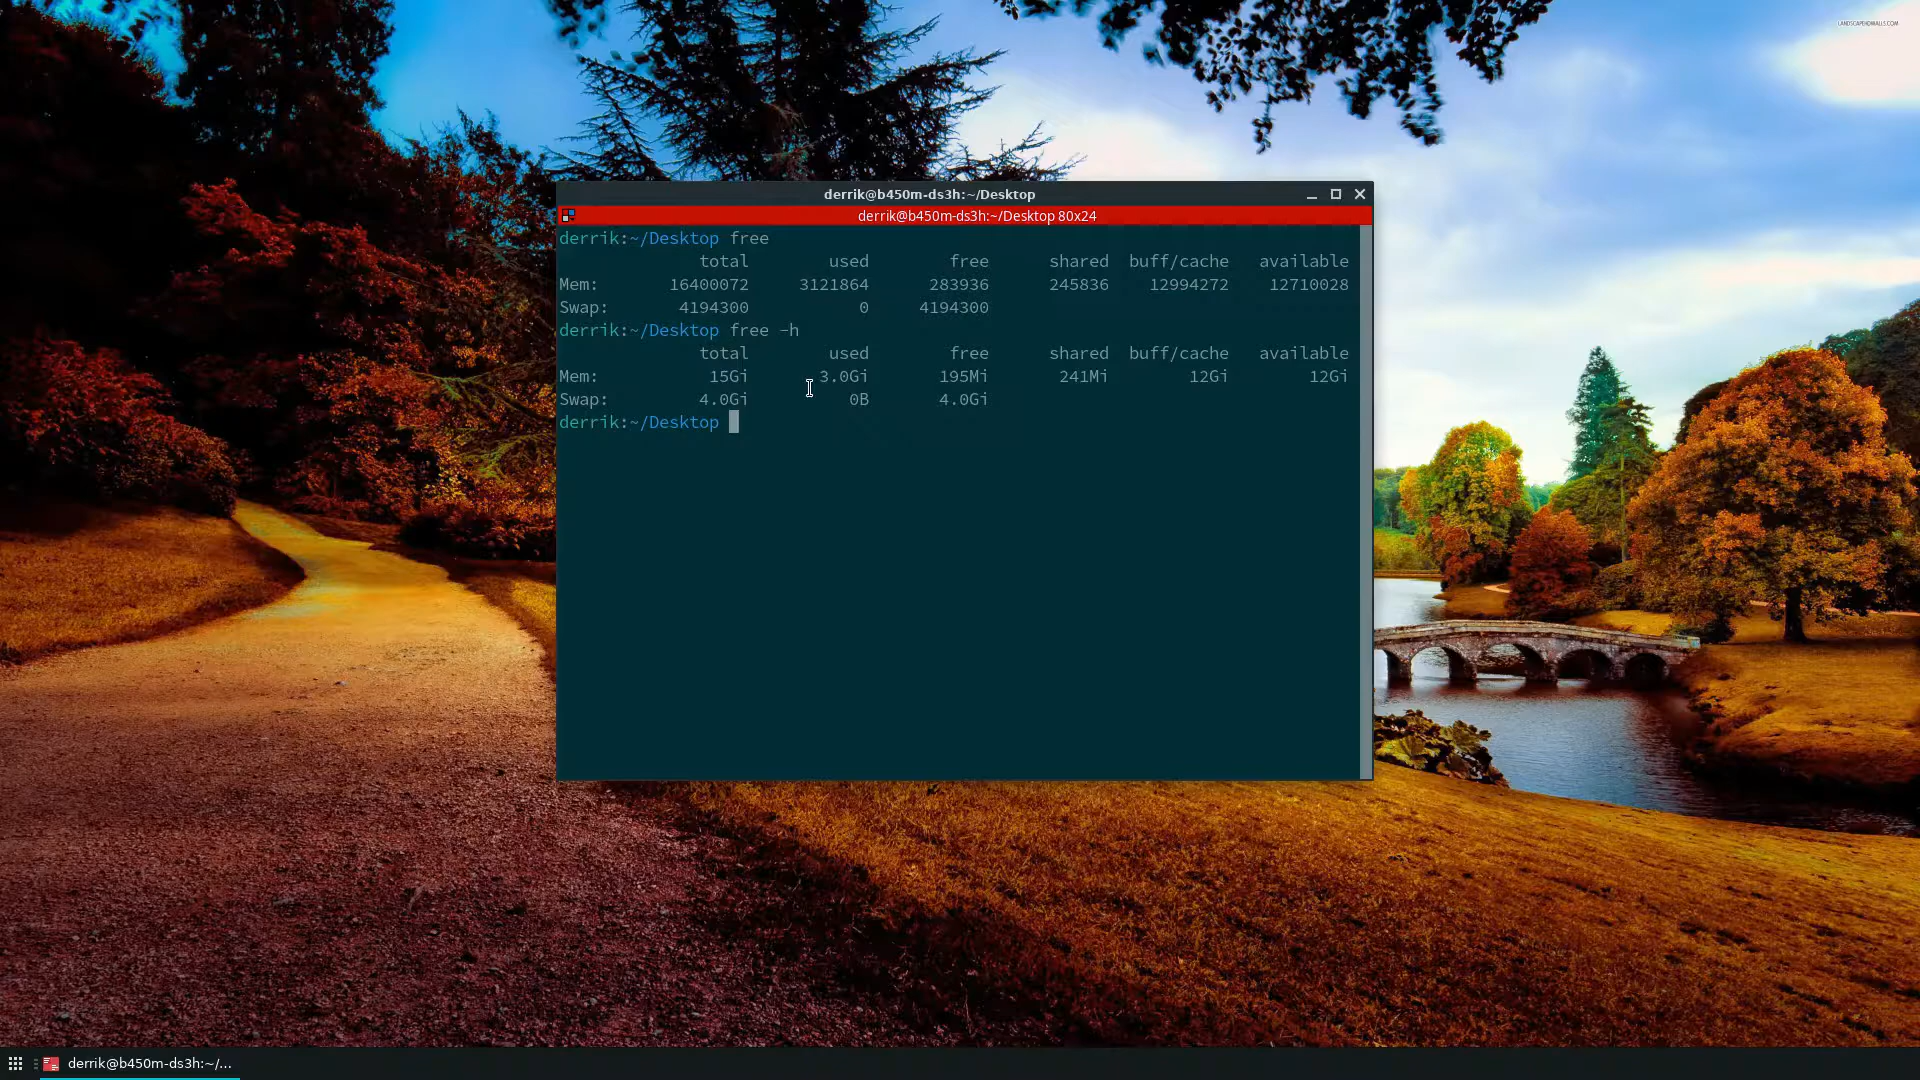 LANDSCAPEHDWALLS.COM
derrik@b450m-ds3h:~/Desktop
derrik@b450m-ds3h:~/Desktop 80x24
derrik:~/Desktop free
total used free shared buff/cache available
Mem: 16400072 3121864 283936 245836 12994272 12710028
Swap: 4194300 0 4194300
derrik:~/Desktop free -h
total used free shared buff/cache available
Mem: 15Gi 3.0Gi 195Mi 241Mi 12Gi 12Gi
Swap: 4.0Gi 0B 4.0Gi
derrik:~/Desktop
derrik@b450m-ds3h:~/...